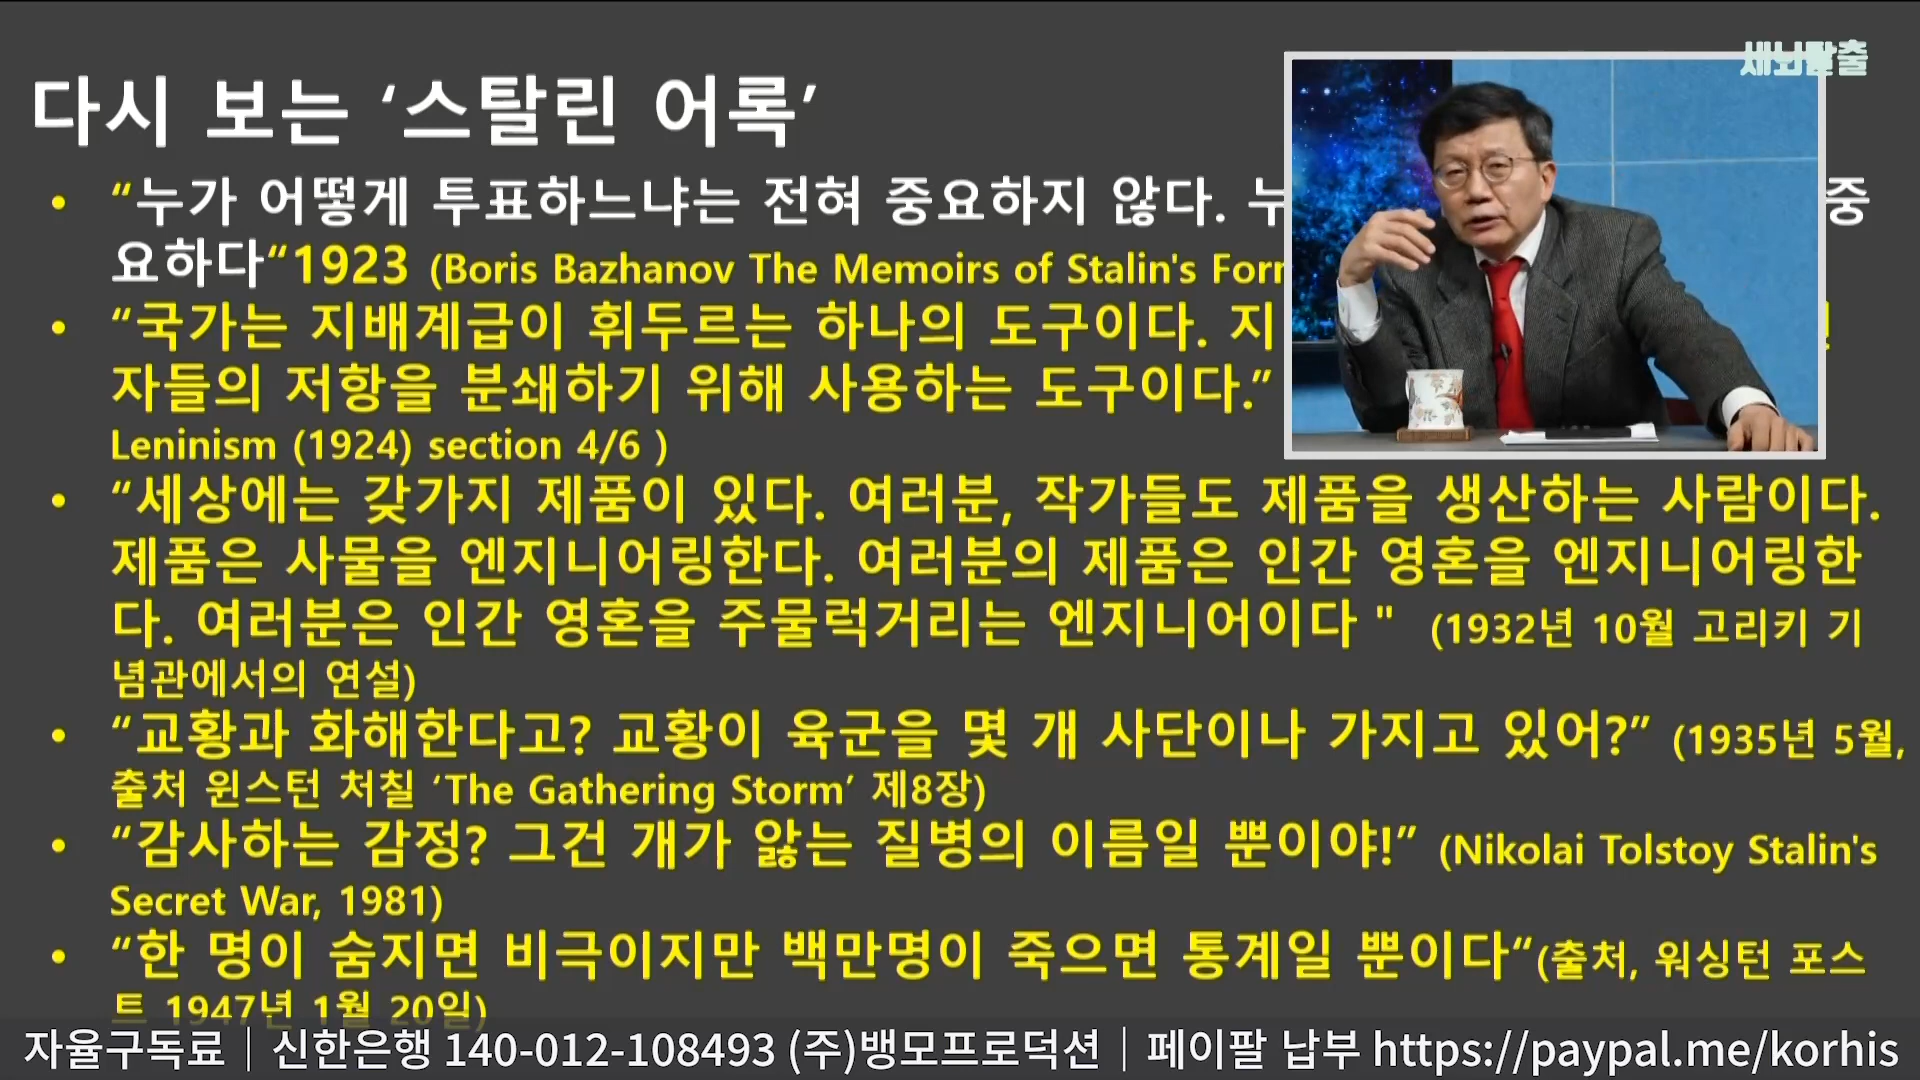 세뇌탈출
다시 보는 ‘스탈린 어록’
• “누가 어떻게 투표하느냐는 전혀 중요하지 않다. 중
요하다“1923 (Boris Bazhanov The Memoirs of Stalin's
• “국가는 지배계급이 휘두르는 하나의 도구이다. 지
자들의 저항을 분쇄하기 위해 사용하는 도구이다.”
Leninism (1924) section 4/6 )
• “세상에는 갖가지 제품이 있다. 여러분, 작가들도 제품을 생산하는 사람이다.
제품은 사물을 엔지니어링한다. 여러분의 제품은 인간 영혼을 엔지니어링한
다. 여러분은 인간 영혼을 주물럭거리는 엔지니어이다 " (1932년 10월 고리키 기
념관에서의 연설)
• “교황과 화해한다고? 교황이 육군을 몇 개 사단이나 가지고 있어?” (1935년 5월,
출처 윈스턴 처칠 ‘The Gathering Storm’ 제8장)
• “감사하는 감정? 그건 개가 앓는 질병의 이름일 뿐이야!” (Nikolai Tolstoy Stalin's
Secret War, 1981)
• “한 명이 숨지면 비극이지만 백만명이 죽으면 통계일 뿐이다“(출처, 워싱턴 포스
트 1947년 1월 20일)
자율구독료│신한은행 140-012-108493 (주)뱅모프로덕션│페이팔 납부 https://paypal.me/korhis